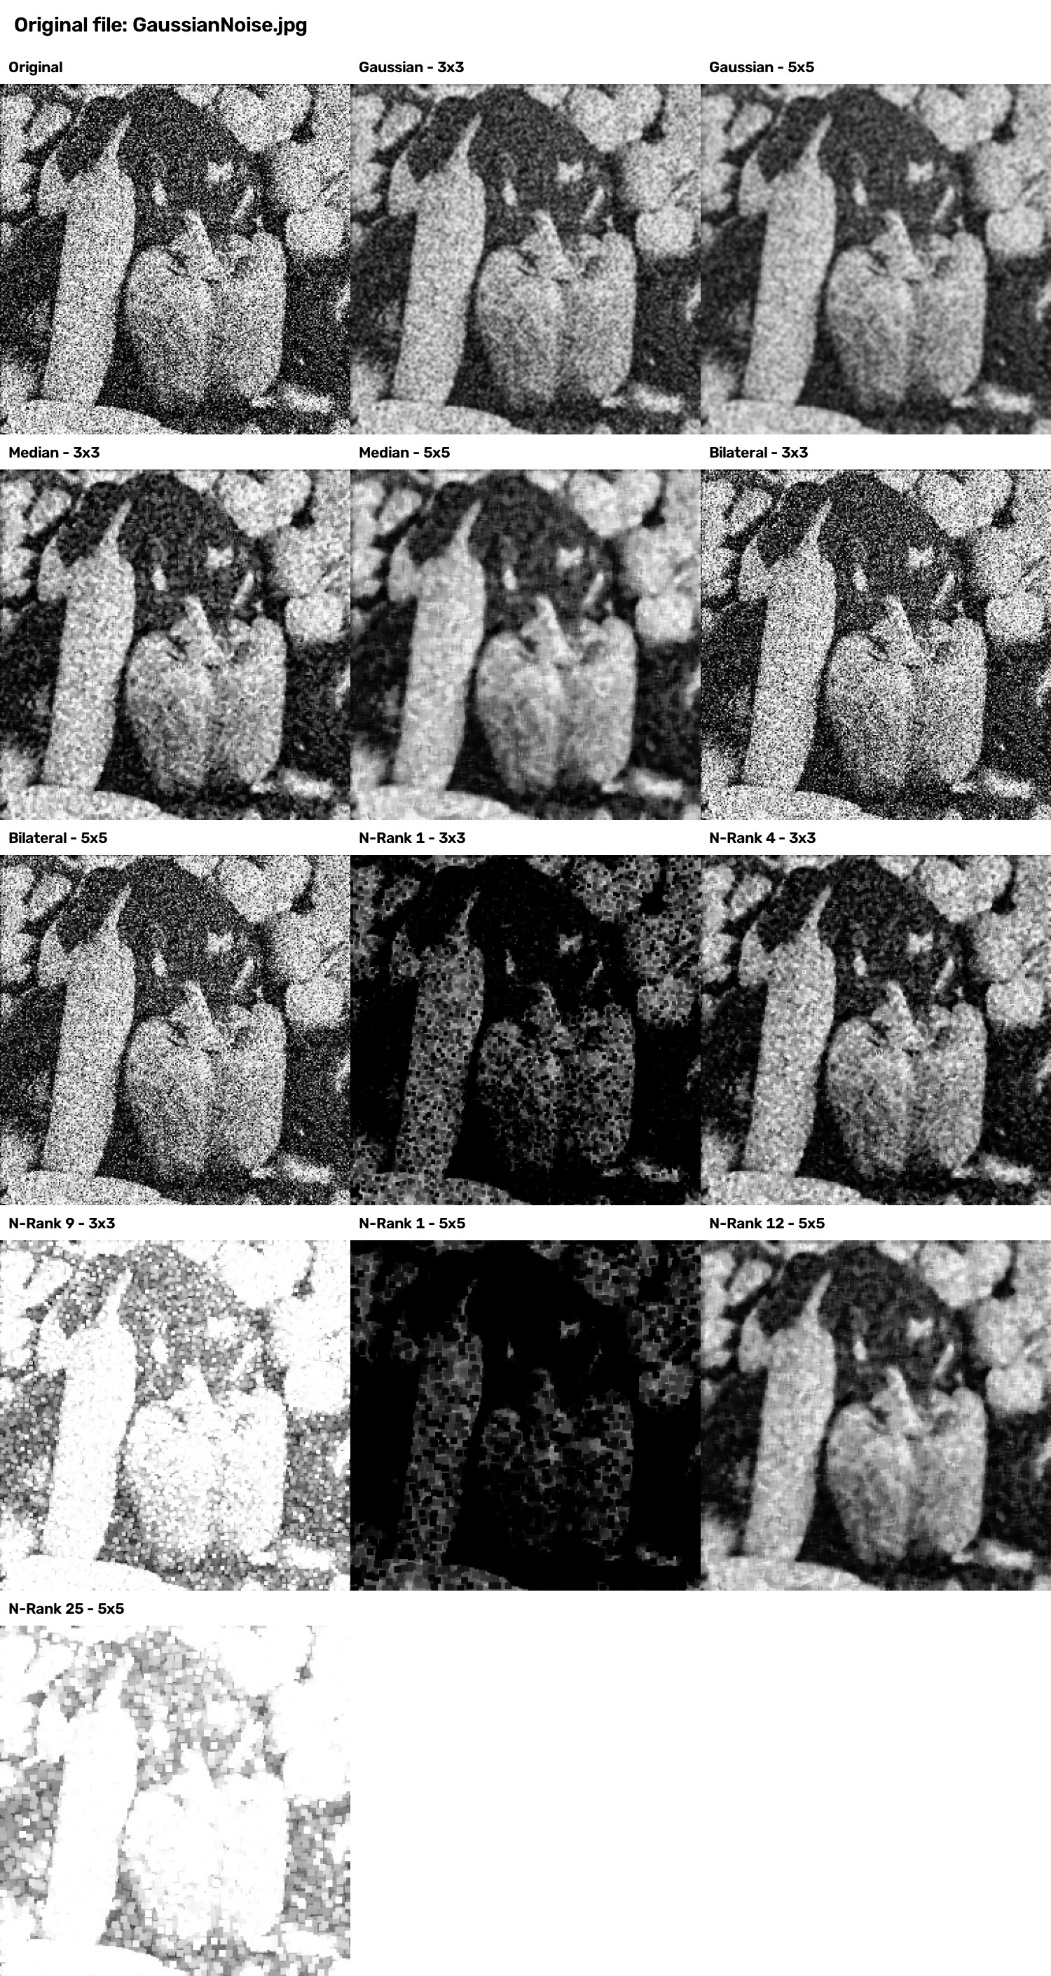 Original file: GaussianNoise.jpg
Original
Gaussian - 3x3
Gaussian - 5x5
Median - 3x3
Median - 5x5
Bilateral - 3x3
Bilateral - 5x5
N-Rank 1 - 3x3
N-Rank 4 - 3x3
N-Rank 9 - 3x3
N-Rank 1 - 5x5
N-Rank 12 - 5x5
N-Rank 25 - 5x5